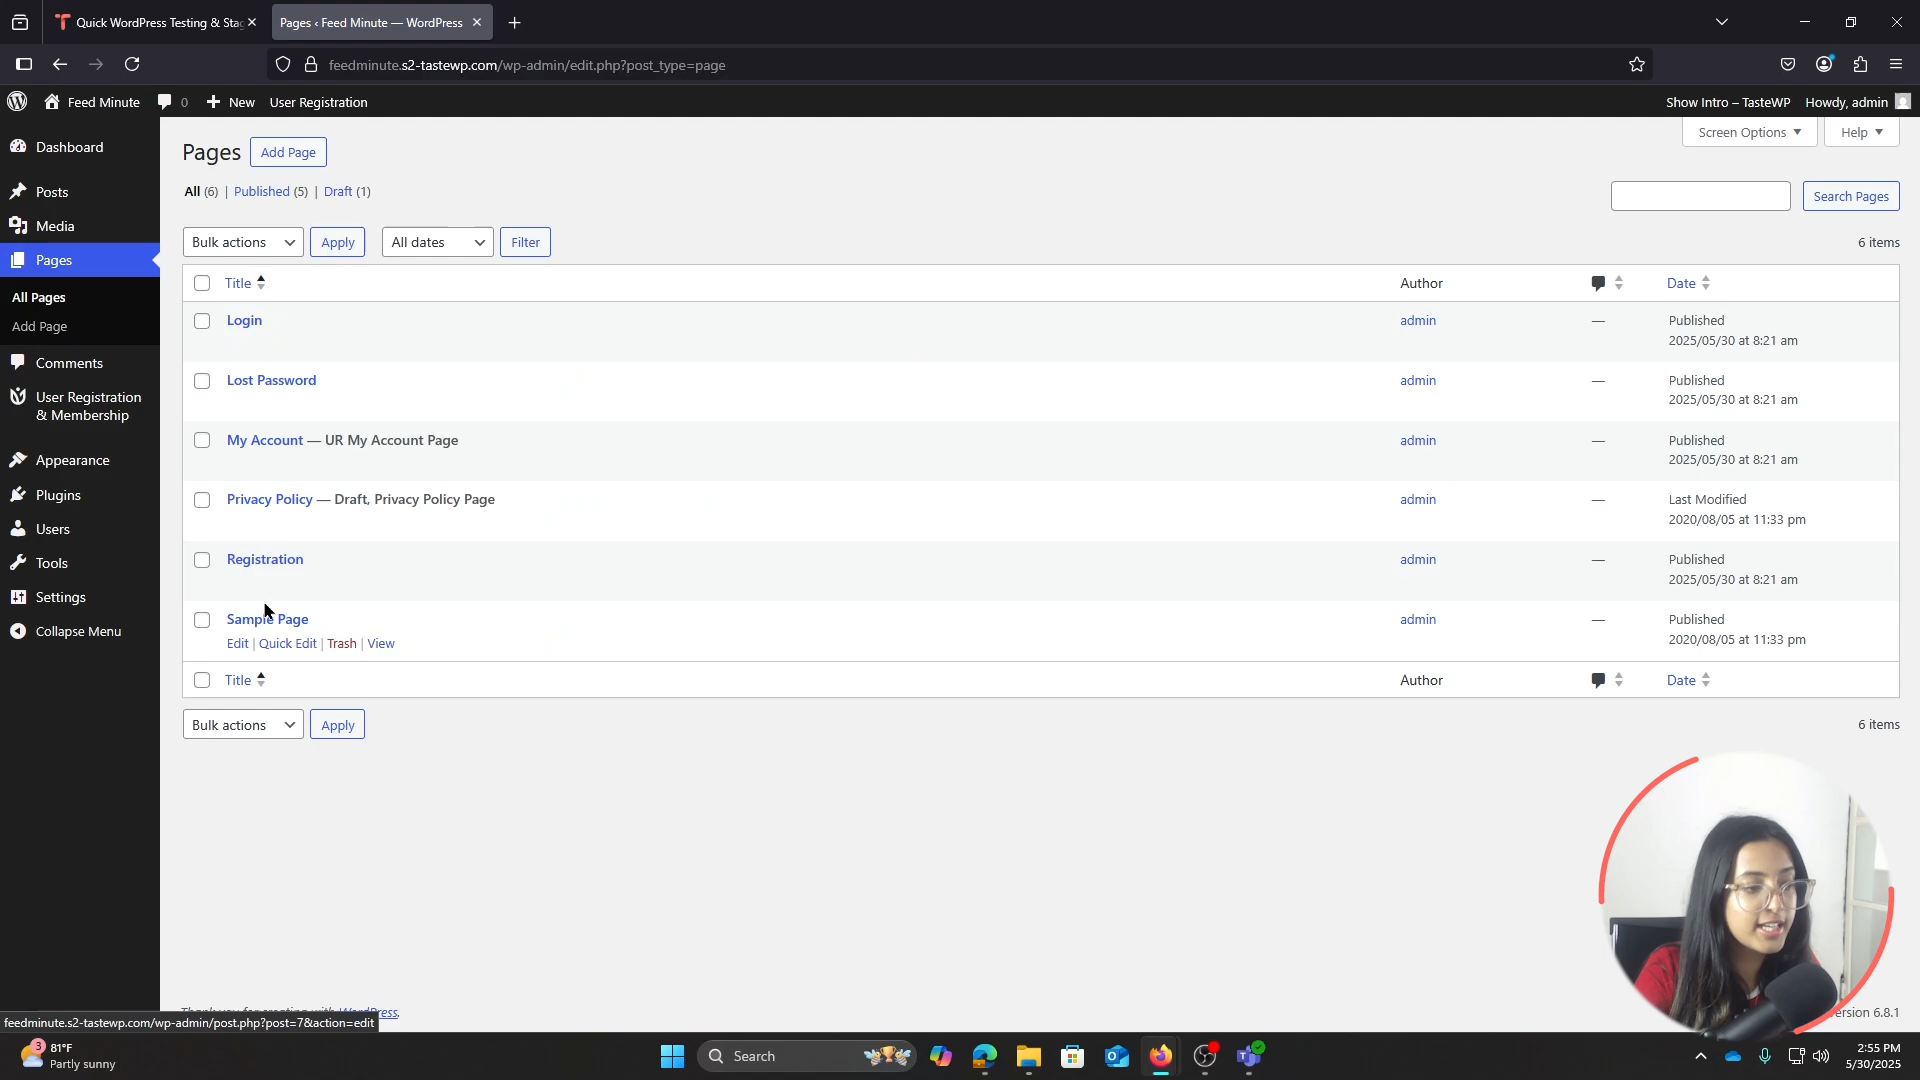 Quick WordPress Testing & Sta
Pages ‹ Feed Minute — WordPress
feedminute.s2-tastewp.com/wp-admin/edit.php?post_type=page
Feed Minute
0
New
User Registration
Show Intro – TasteWP
Howdy, admin
Dashboard
Posts
Media
Pages
All Pages
Add Page
Comments
User Registration
& Membership
Appearance
Plugins
Users
Tools
Settings
Collapse Menu
Pages
Add Page
Screen Options
Help
All (6) | Published (5) | Draft (1)
Search Pages
Bulk actions
Apply
All dates
Filter
6 items
Title
Author
Date
Login
admin
—
Published
2025/05/30 at 8:21 am
Lost Password
admin
—
Published
2025/05/30 at 8:21 am
My Account — UR My Account Page
admin
—
Published
2025/05/30 at 8:21 am
Privacy Policy — Draft, Privacy Policy Page
admin
—
Last Modified
2020/08/05 at 11:33 pm
Registration
admin
—
Published
2025/05/30 at 8:21 am
Sample Page
Edit | Quick Edit | Trash | View
admin
—
Published
2020/08/05 at 11:33 pm
Title
Author
Date
Bulk actions
Apply
6 items
Thank you for creating with WordPress.
ersion 6.8.1
feedminute.s2-tastewp.com/wp-admin/post.php?post=7&action=edit
3
81°F
Partly sunny
Search
2:55 PM
5/30/2025